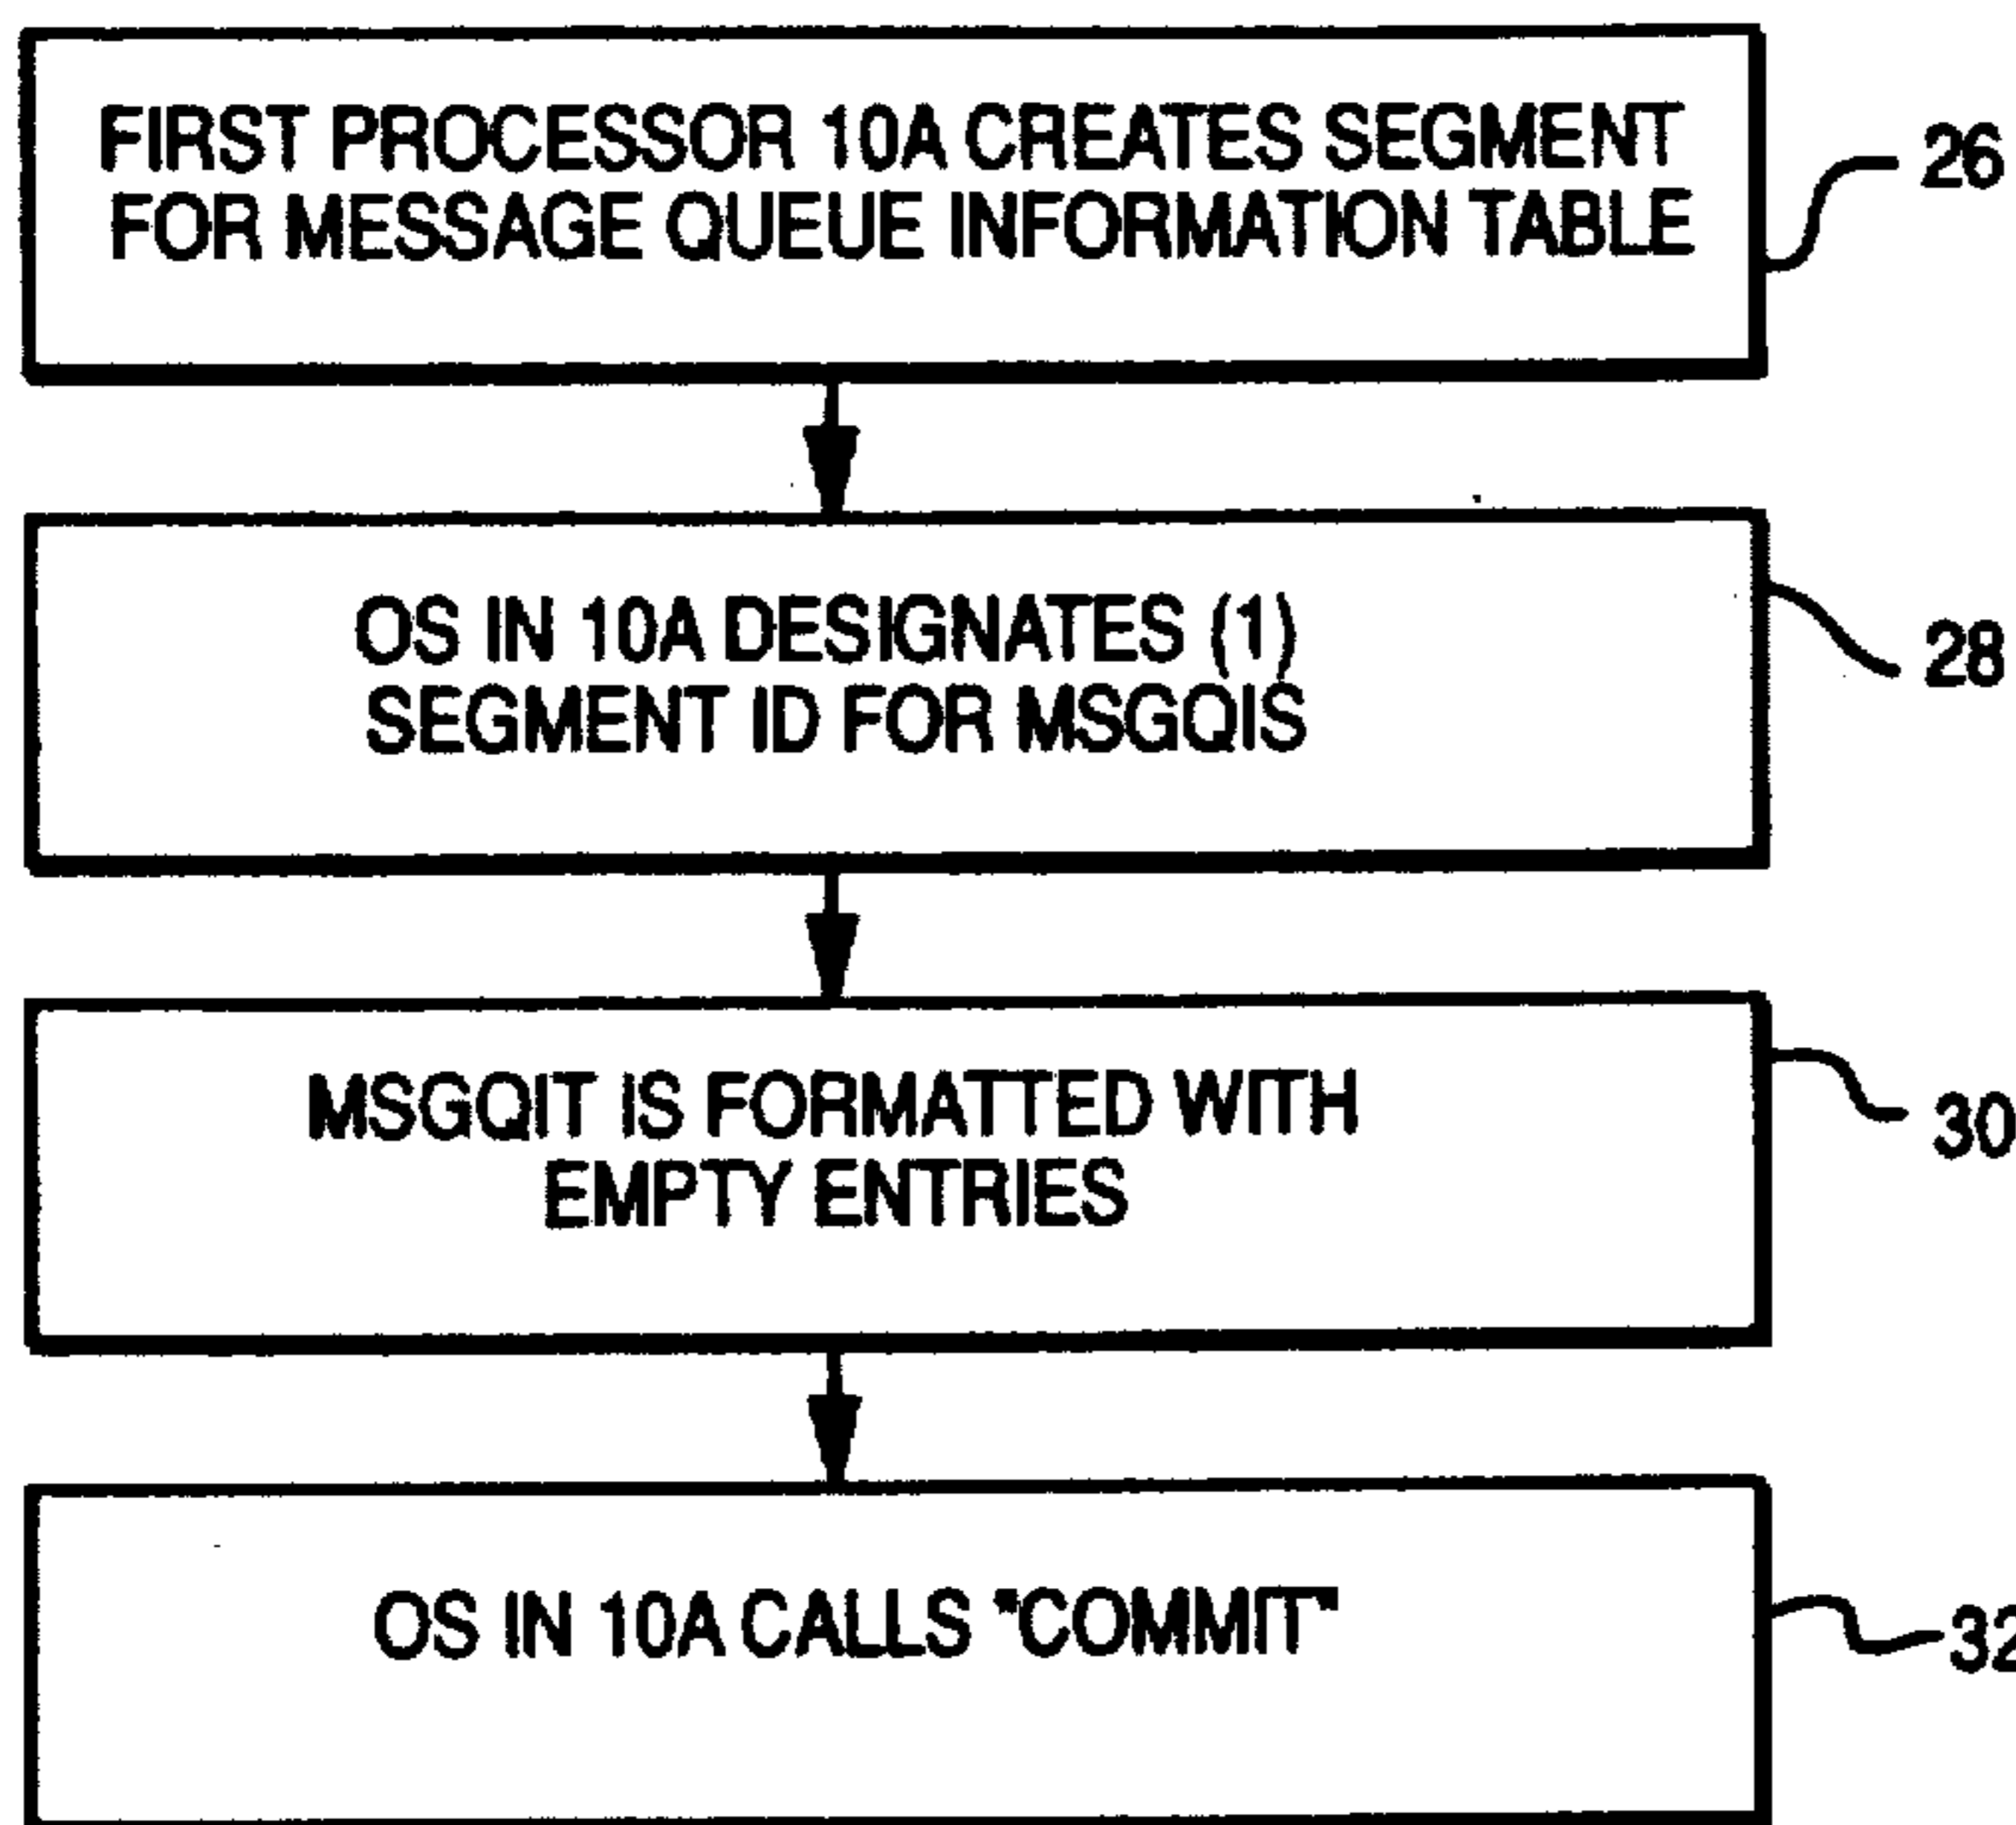 FIRST PROCESSOR 10A CREATES SEGMENT
FOR MESSAGE QUEUE INFORMATION TABLE
26
OS IN 10A DESIGNATES (1)
SEGMENT ID FOR MSGQIS
28
MSGQIT IS FORMATTED WITH
EMPTY ENTRIES
30
OS IN 10A CALLS "COMMIT"
32